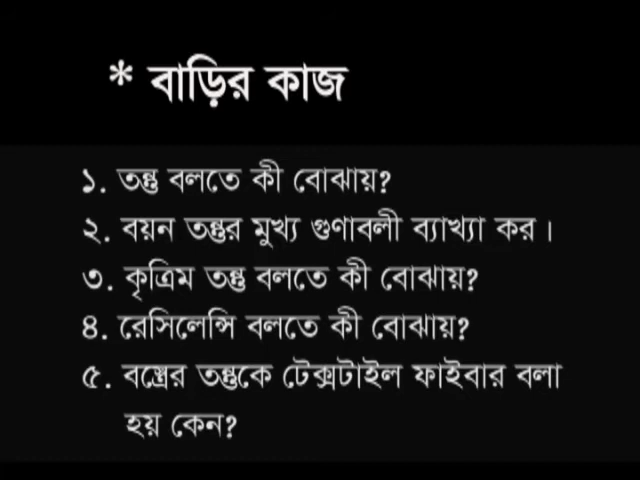 * বাড়ির কাজ
১. তন্তু বলতে কী বোঝায়?
২. বয়ন তন্তুর মুখ্য গুণাবলী ব্যাখ্যা কর।
৩. কৃত্রিম তন্তু বলতে কী বোঝায়?
৪. রেসিলেন্সি বলতে কী বোঝায়?
৫. বস্ত্রের তন্তুকে টেক্সটাইল ফাইবার বলা
হয় কেন?